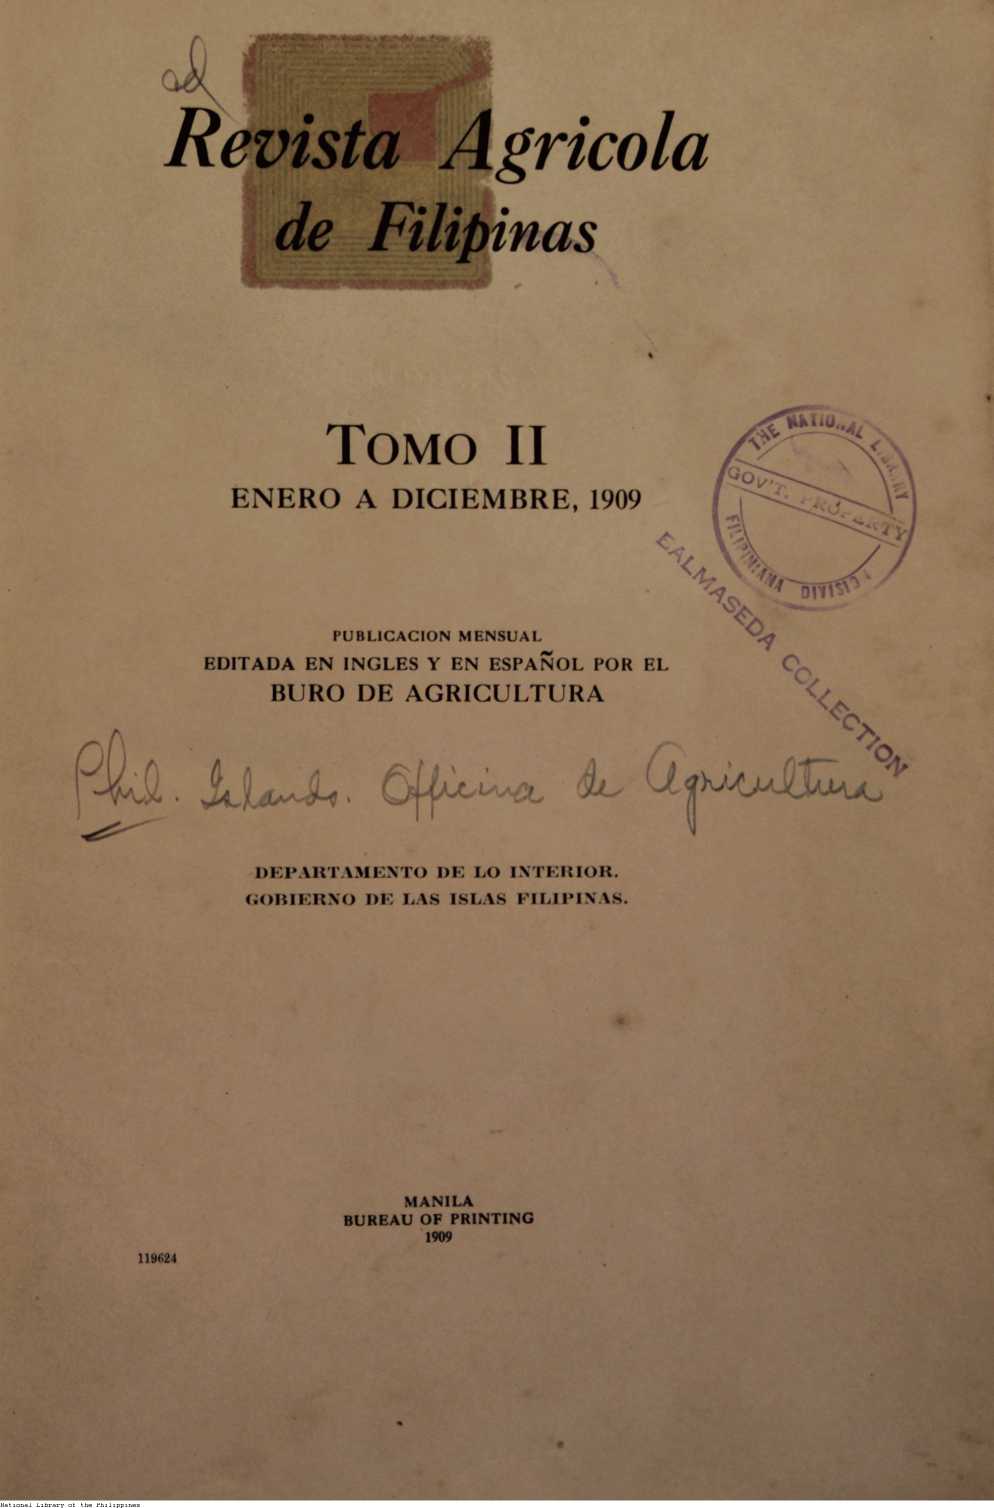 Revista Agricola
de Filipinas
TOMO II
ENERO A DICIEMBRE, 1909
THE NATIONAL LIBRARY
GOV'T. PROPERTY
FILIPINIANA DIVISION
EALMASEDA COLLECTION
PUBLICACION MENSUAL
EDITADA EN INGLES Y EN ESPAÑOL POR EL
BURO DE AGRICULTURA
Phil. Islands. Officina de Agricultura
DEPARTAMENTO DE LO INTERIOR.
GOBIERNO DE LAS ISLAS FILIPINAS.
MANILA
BUREAU OF PRINTING
1909
119624
National Library of the Philippines